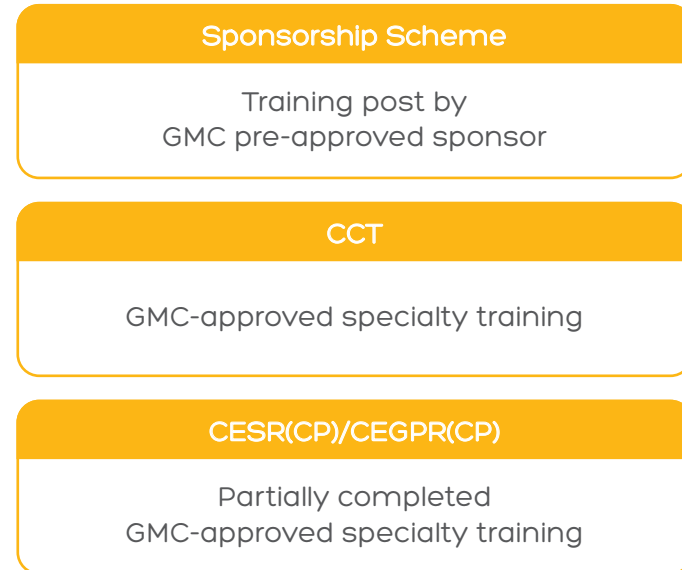 Sponsorship Scheme
Training post by
GMC pre-approved sponsor
CCT
GMC-approved specialty training
CESR(CP)/CEGPR(CP)
Partially completed
GMC-approved specialty training